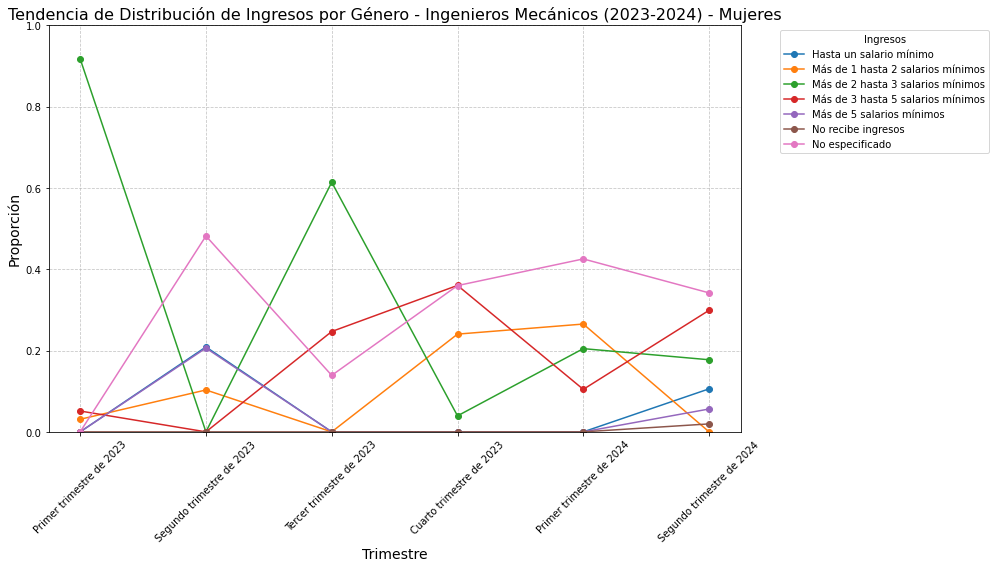 Tendencia de Distribución de Ingresos por Género - Ingenieros Mecánicos (2023-2024) - Mujeres
Ingresos
Hasta un salario mínimo
Más de 1 hasta 2 salarios mínimos
Más de 2 hasta 3 salarios mínimos
Más de 3 hasta 5 salarios mínimos
Más de 5 salarios mínimos
No recibe ingresos
No especificado
Proporción
1.0
0.8
0.6
0.4
0.2
0.0
Primer trimestre de 2023
Segundo trimestre de 2023
Tercer trimestre de 2023
Cuarto trimestre de 2023
Primer trimestre de 2024
Segundo trimestre de 2024
Trimestre